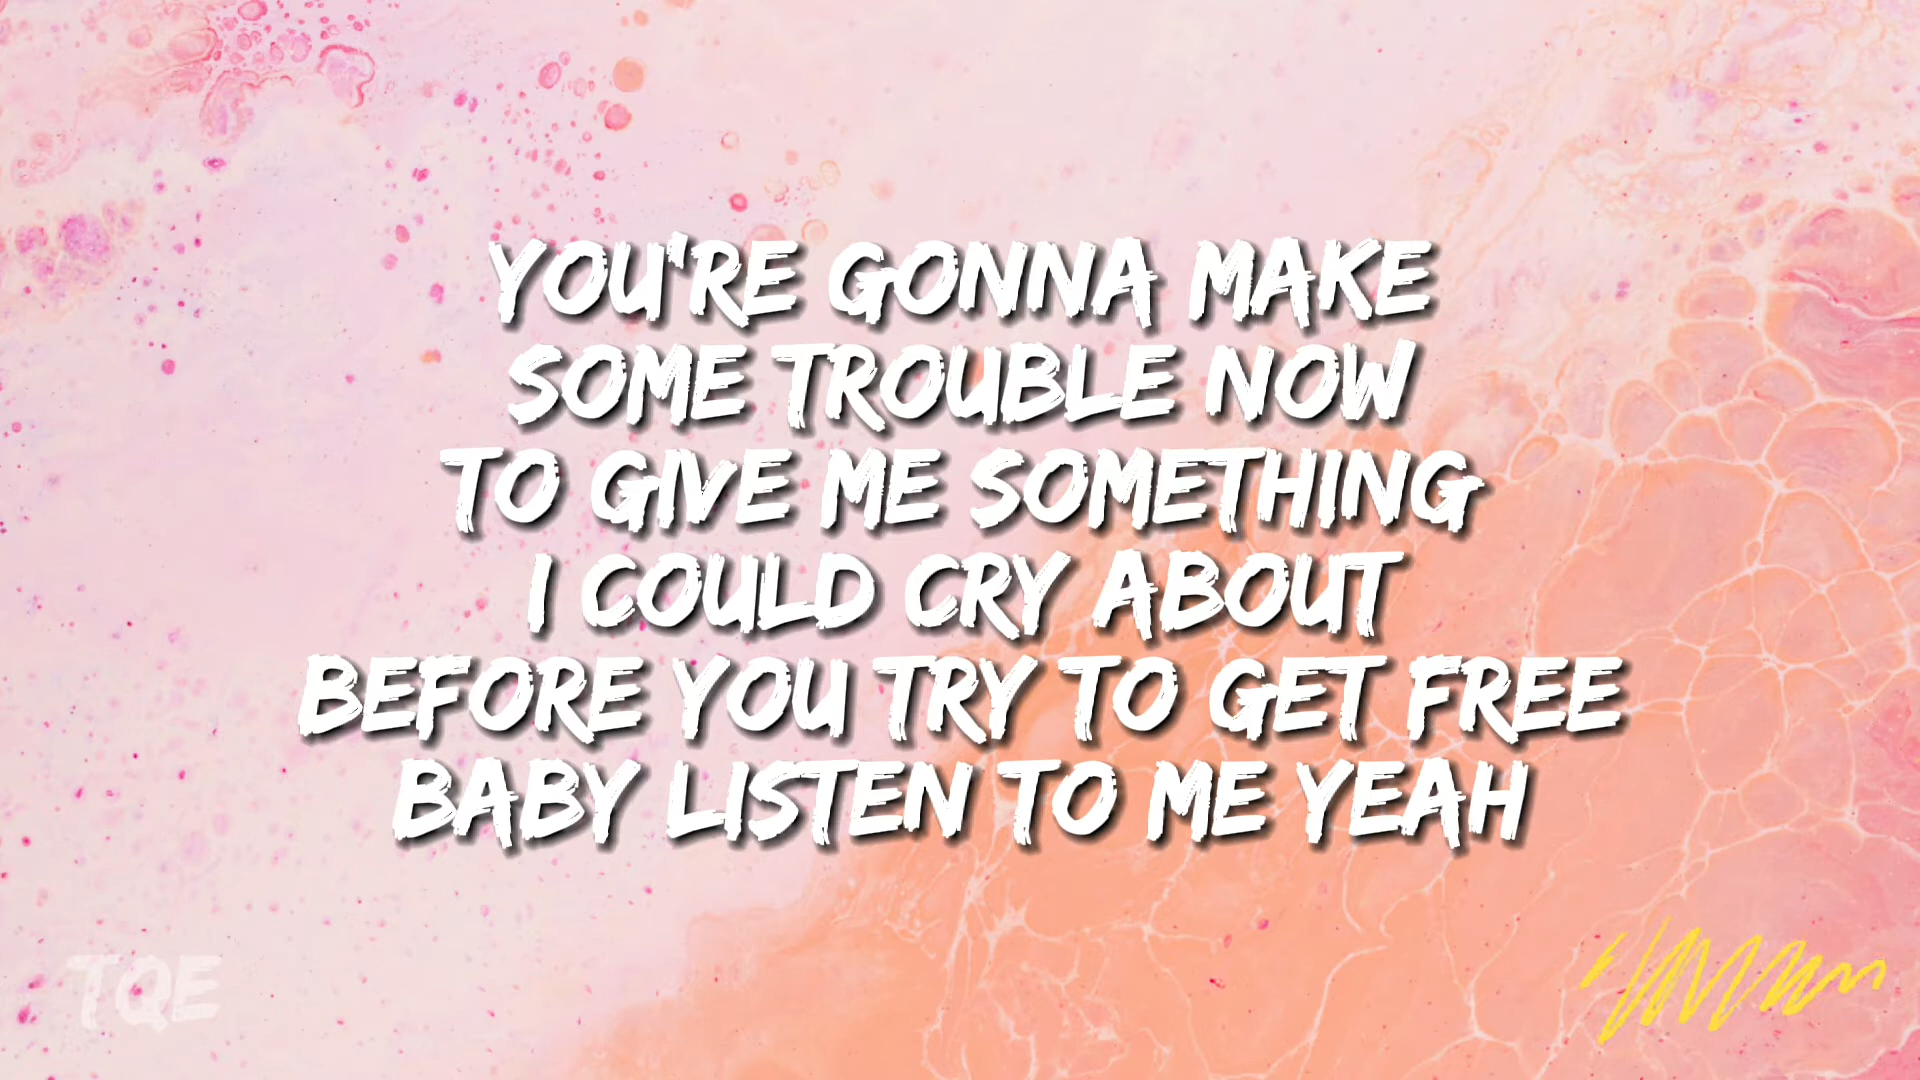 YOU'RE GONNA MAKE
SOME TROUBLE NOW
TO GIVE ME SOMETHING
I COULD CRY ABOUT
BEFORE YOU TRY TO GET FREE
BABY LISTEN TO ME YEAH
TQE